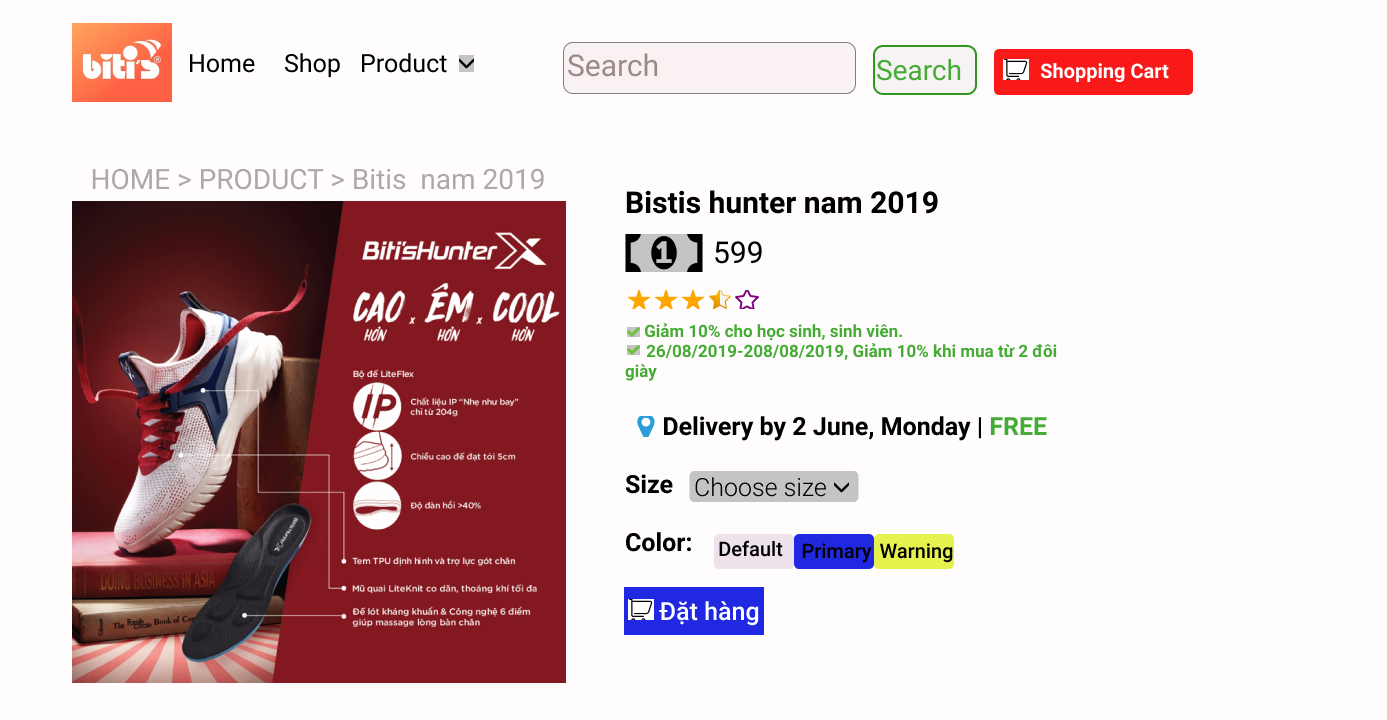 biti's®
Home Shop Product
Search
Search
Shopping Cart
HOME > PRODUCT > Bitis nam 2019
Biti'sHunter X
CAO . ÊM . COOL
HƠN HƠN HƠN
Bộ đế LiteFlex
IP
Chất liệu IP "Nhẹ như bay"
chỉ từ 204g
Chiều cao đế đạt tới 5cm
Độ đàn hồi >40%
Tem TPU định hình và trợ lực gót chân
Mũ quai LiteKnit co dãn, thoáng khí tối đa
Đế lót kháng khuẩn & Công nghệ 6 điểm
giúp massage lòng bàn chân
DOING BUSINESS IN ASIA
The Family Circle Book of
Bistis hunter nam 2019
1 599
Giảm 10% cho học sinh, sinh viên.
26/08/2019-208/08/2019, Giảm 10% khi mua từ 2 đôi
giày
Delivery by 2 June, Monday | FREE
Size Choose size
Color: Default Primary Warning
Đặt hàng